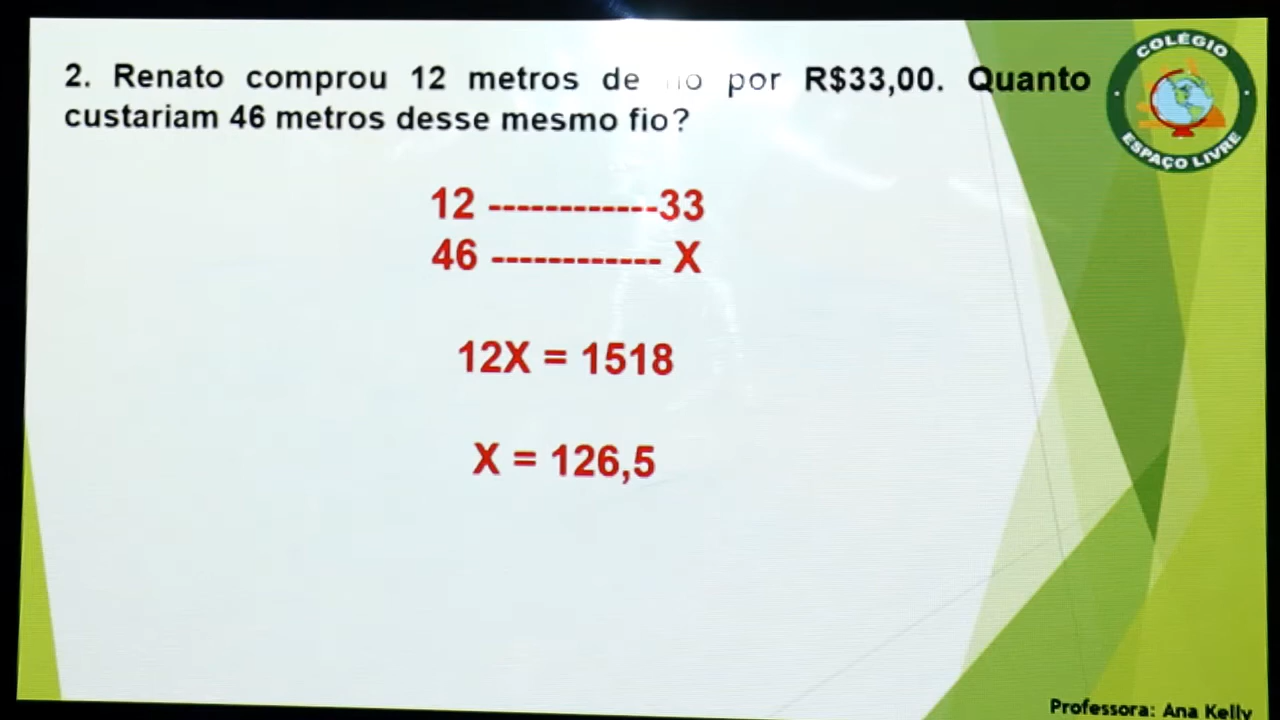 2. Renato comprou 12 metros de fio por R$33,00. Quanto
custariam 46 metros desse mesmo fio?
12 ------------33
46 ------------ X
12X = 1518
X = 126,5
COLÉGIO
ESPAÇO LIVRE
Professora: Ana Kelly